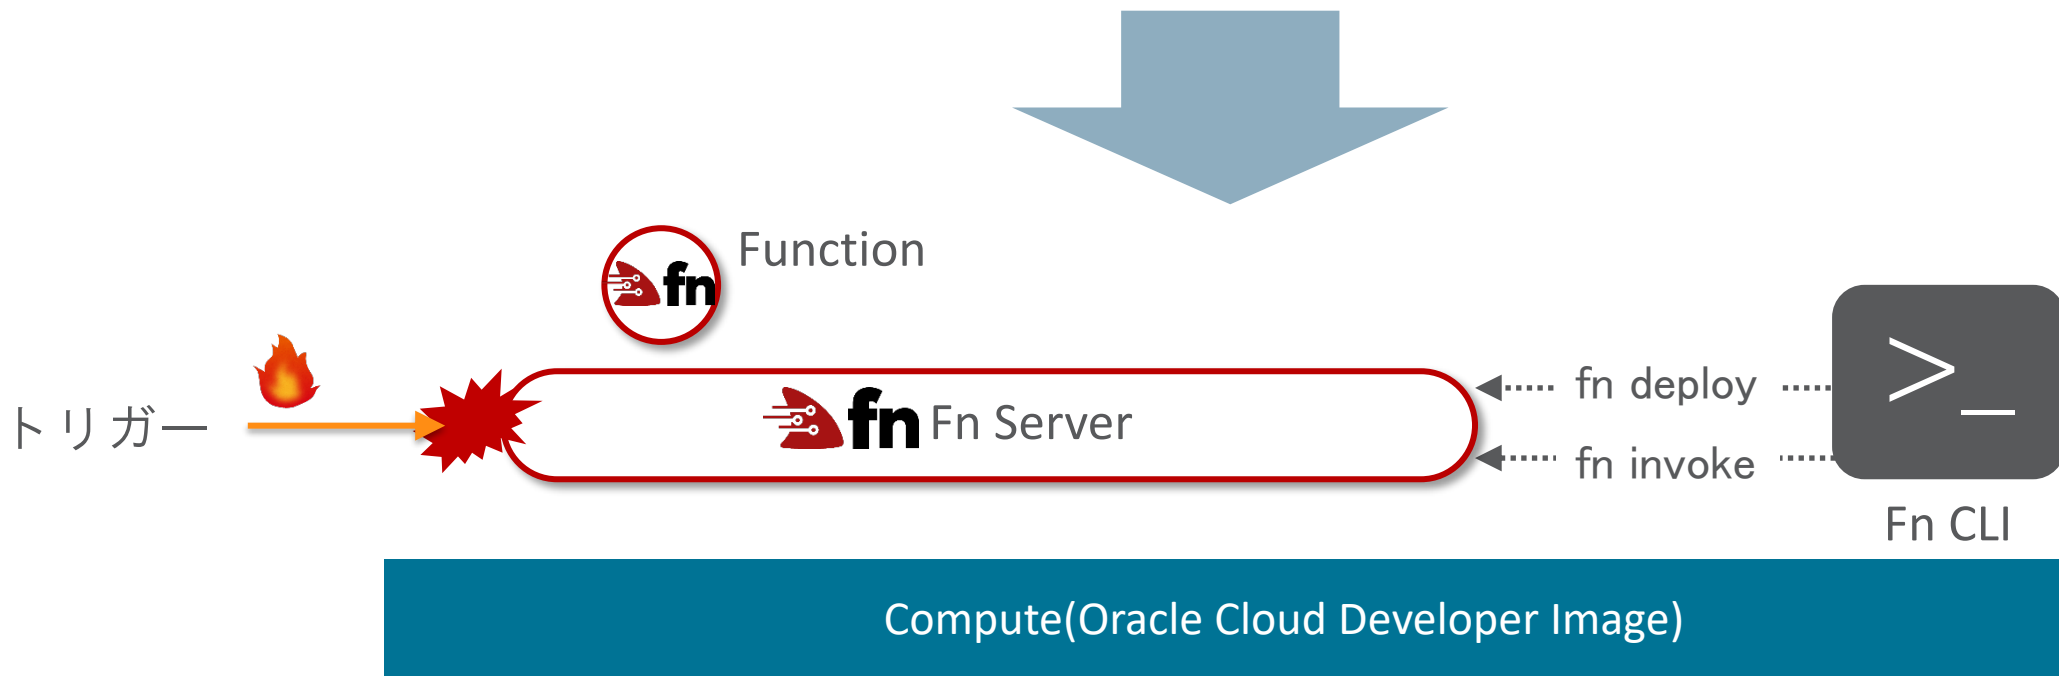 Function
fn
fn deploy
トリガー
fn Fn Server
>_
fn invoke
Fn CLI
Compute(Oracle Cloud Developer Image)